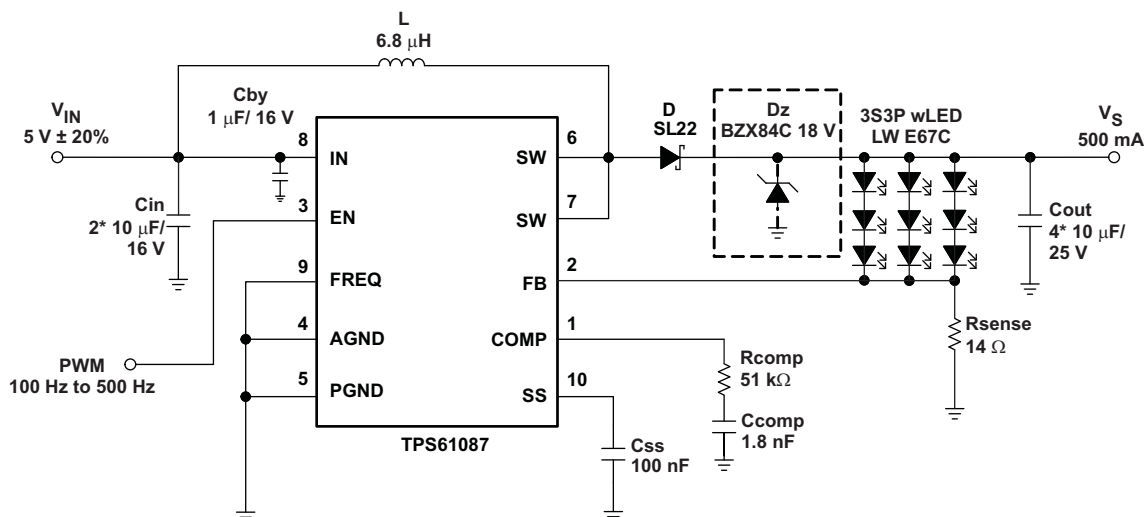 L
6.8 μH
Cby
1 μF/ 16 V
VIN
5 V ± 20%
D
SL22
Dz
BZX84C 18 V
3S3P wLED
LW E67C
VS
500 mA
8
IN
6
SW
7
SW
Cin
2* 10 μF/
16 V
3
EN
Cout
4* 10 μF/
25 V
9
FREQ
2
FB
4
AGND
1
COMP
Rsense
14 Ω
PWM
100 Hz to 500 Hz
5
PGND
10
SS
Rcomp
51 kΩ
Ccomp
1.8 nF
TPS61087
Css
100 nF